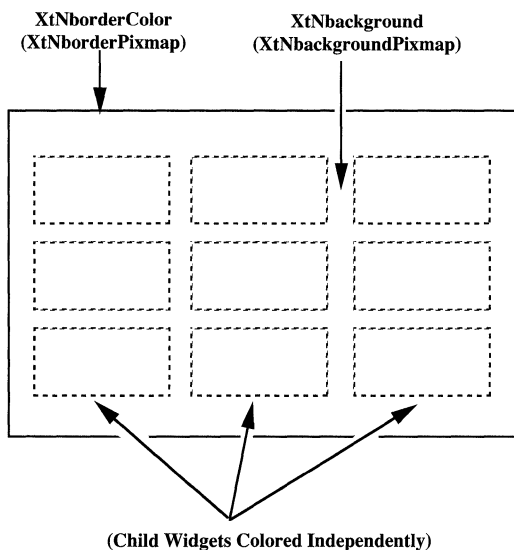 XtNborderColor
(XtNborderPixmap)
XtNbackground
(XtNbackgroundPixmap)
(Child Widgets Colored Independently)